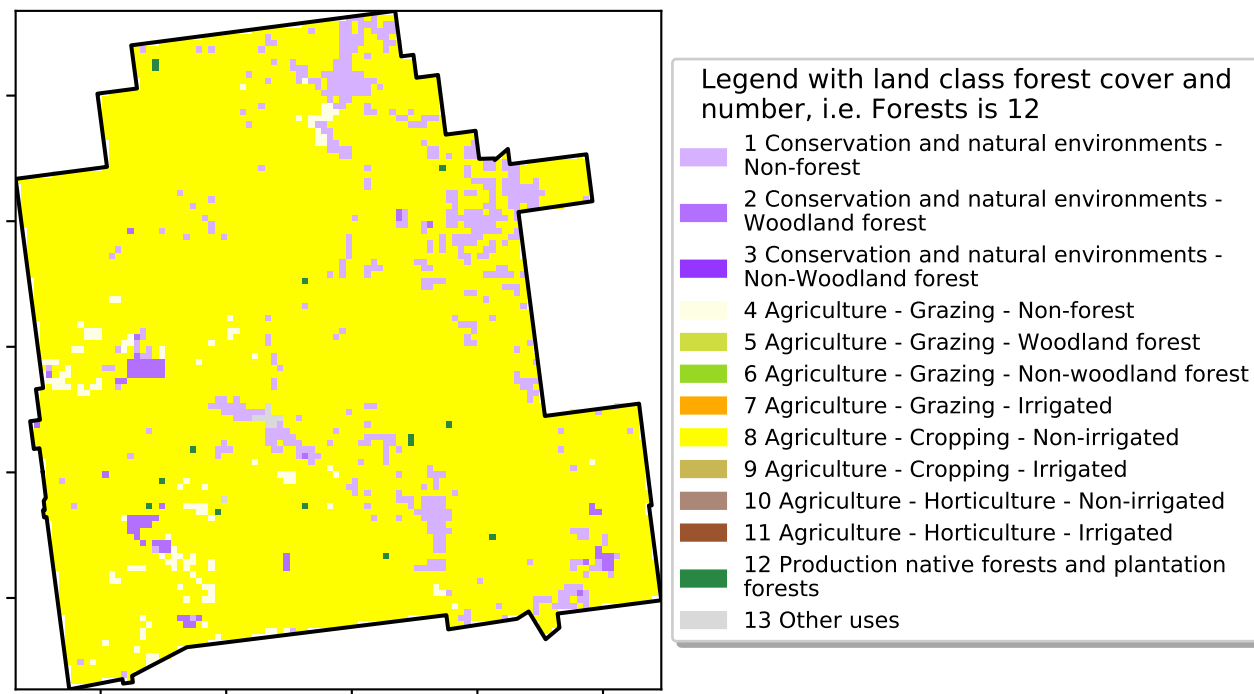 Legend with land class forest cover and
number, i.e. Forests is 12
1 Conservation and natural environments -
Non-forest
2 Conservation and natural environments -
Woodland forest
3 Conservation and natural environments -
Non-Woodland forest
4 Agriculture - Grazing - Non-forest
5 Agriculture - Grazing - Woodland forest
6 Agriculture - Grazing - Non-woodland forest
7 Agriculture - Grazing - Irrigated
8 Agriculture - Cropping - Non-irrigated
9 Agriculture - Cropping - Irrigated
10 Agriculture - Horticulture - Non-irrigated
11 Agriculture - Horticulture - Irrigated
12 Production native forests and plantation
forests
13 Other uses